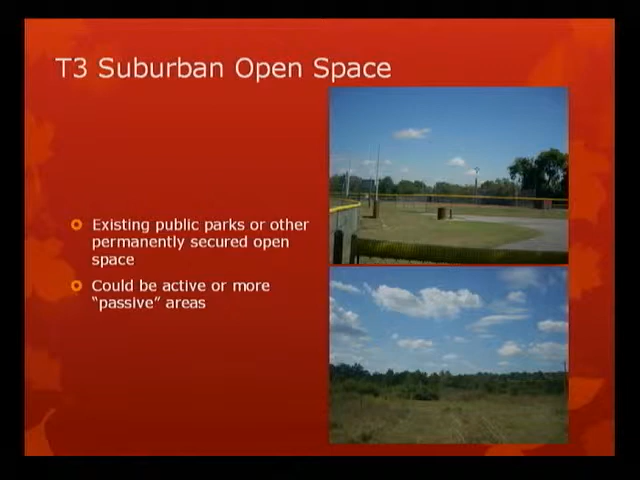 T3 Suburban Open Space
Existing public parks or other
permanently secured open
space
Could be active or more
“passive” areas